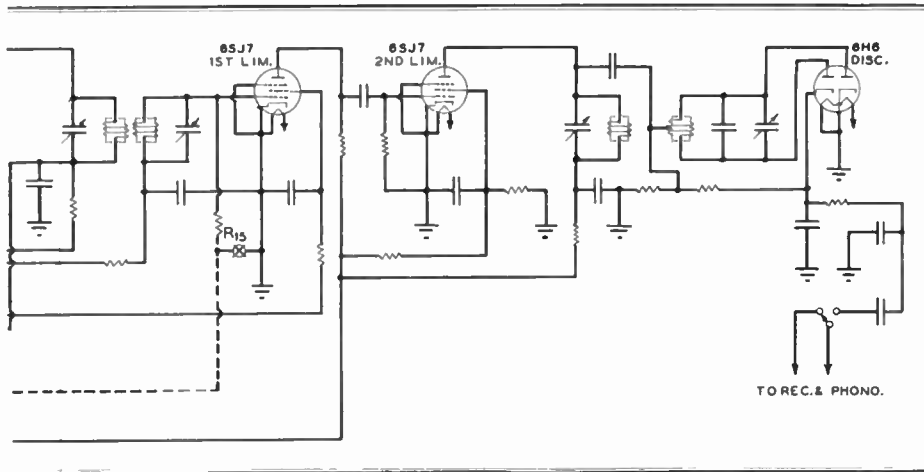 6SJ7
1ST LIM.
6SJ7
2ND LIM.
6H6
DISC.
R15
TO REC. & PHONO.